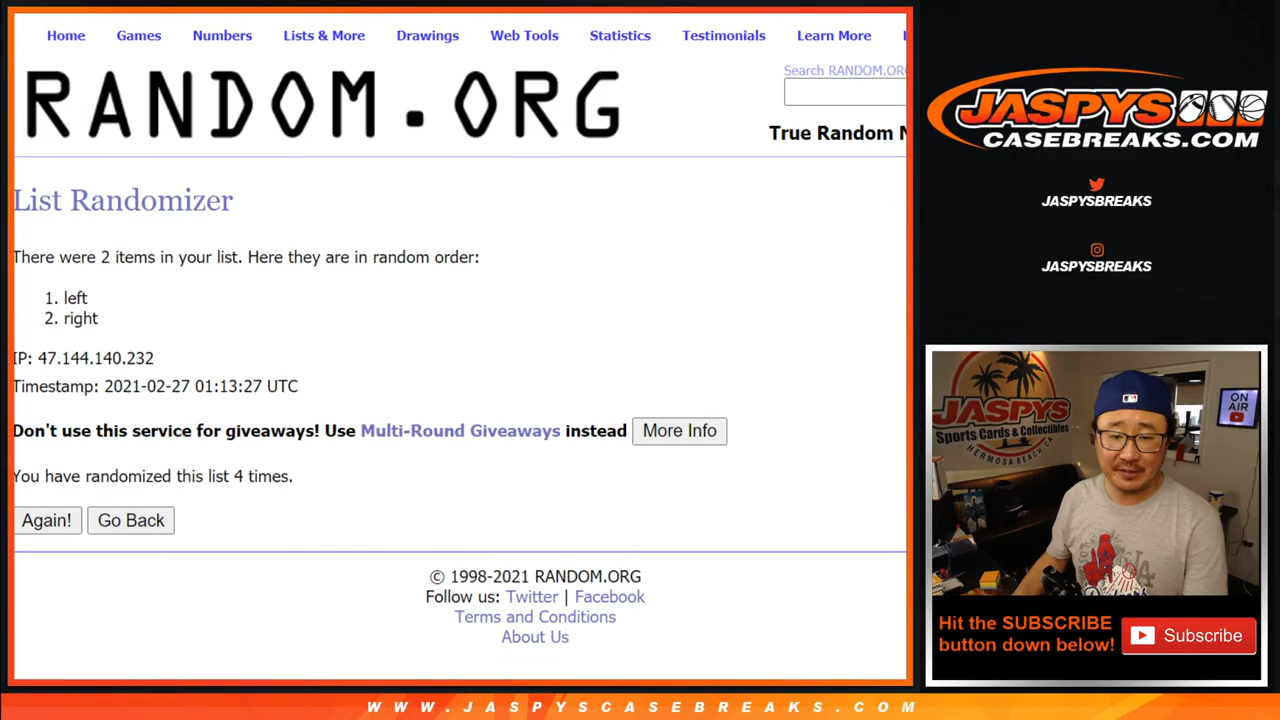 Home Games Numbers Lists & More Drawings Web Tools Statistics Testimonials Learn More
Search RANDOM.ORG
RANDOM.ORG
True Random
List Randomizer
There were 2 items in your list. Here they are in random order:
1. left
2. right
IP: 47.144.140.232
Timestamp: 2021-02-27 01:13:27 UTC
Don't use this service for giveaways! Use Multi-Round Giveaways instead More Info
You have randomized this list 4 times.
Again! Go Back
© 1998-2021 RANDOM.ORG
Follow us: Twitter | Facebook
Terms and Conditions
About Us
JASPYS
CASEBREAKS.COM
JASPYSBREAKS
JASPYSBREAKS
JASPYS
Sports Cards & Collectibles
HERMOSA BEACH, CA
ON
AIR
Hit the SUBSCRIBE
button down below!
Subscribe
WWW.JASPYSCASEBREAKS.COM